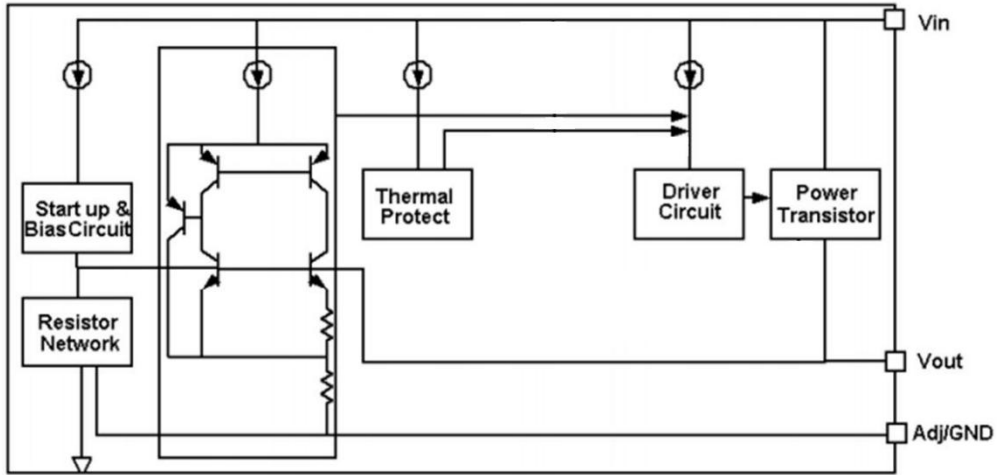 Vin
Start up &
Bias Circuit
Thermal
Protect
Driver
Circuit
Power
Transistor
Resistor
Network
Vout
Adj/GND